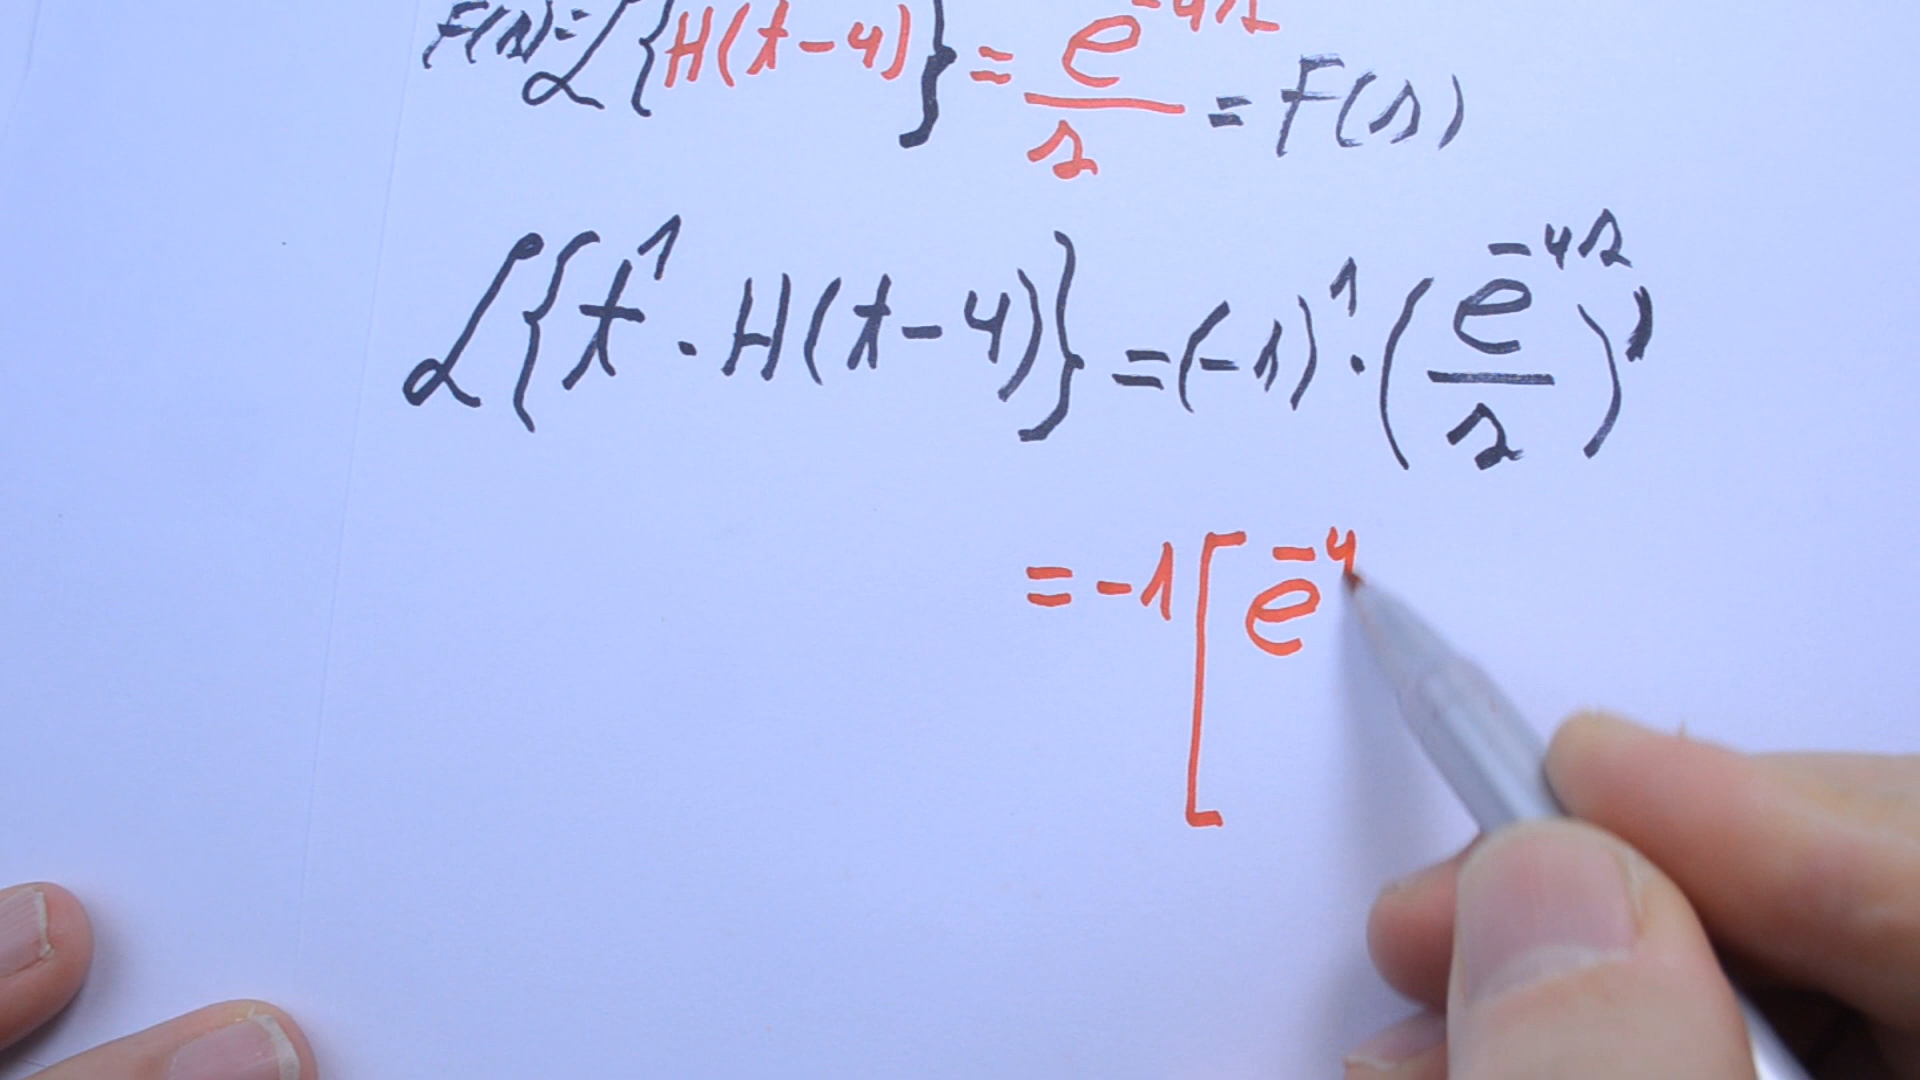 F(s)=ℒ{H(t-4)} = e^-4s/s = F(s)
ℒ{t^1 · H(t-4)} = (-1)^1 · (e^-4s/s)'
= -1[e^-4